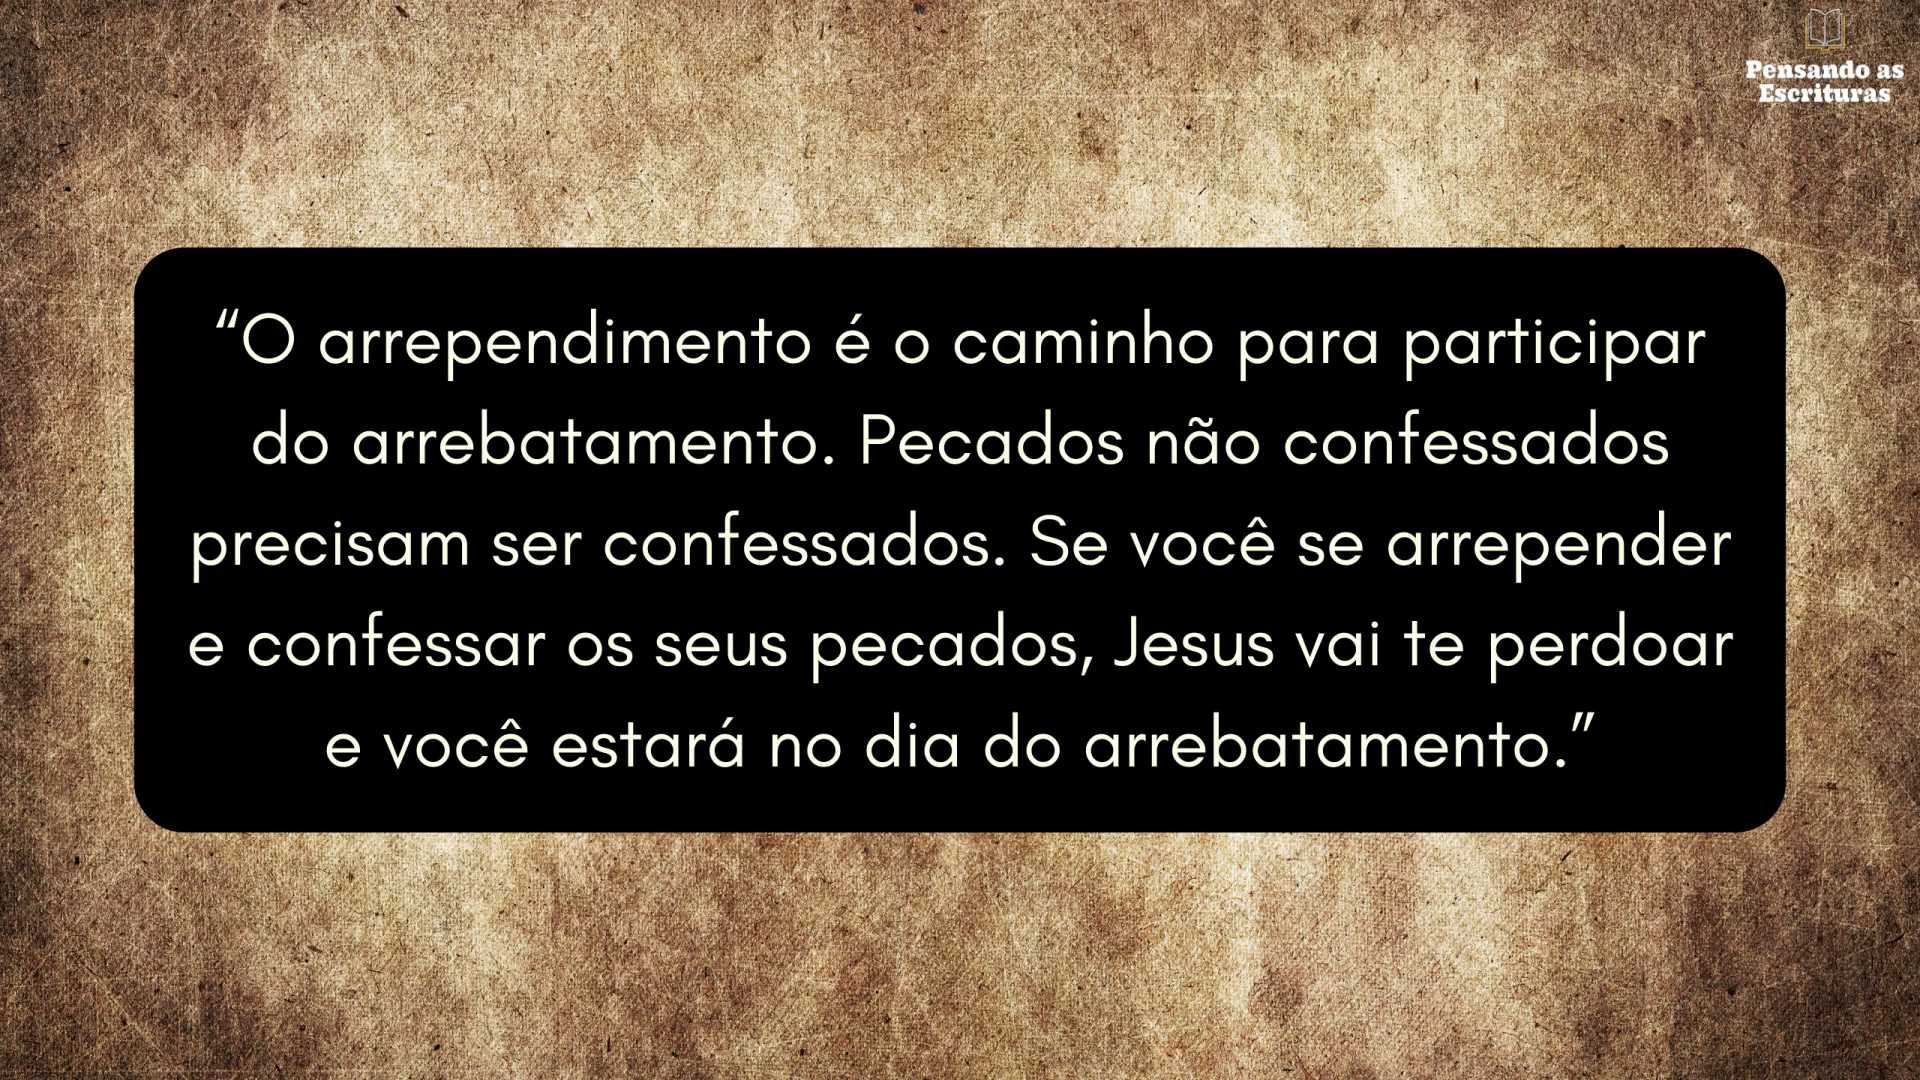 Pensando as
Escrituras
“O arrependimento é o caminho para participar
do arrebatamento. Pecados não confessados
precisam ser confessados. Se você se arrepender
e confessar os seus pecados, Jesus vai te perdoar
e você estará no dia do arrebatamento.”